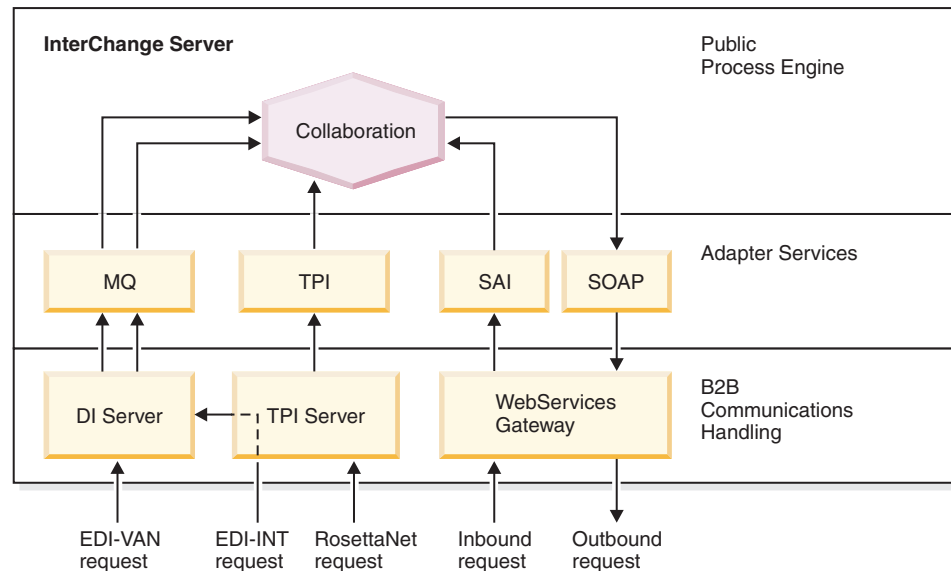 InterChange Server
Public
Process Engine
Collaboration
Adapter Services
MQ
TPI
SAI
SOAP
DI Server
TPI Server
WebServices
Gateway
B2B
Communications
Handling
EDI-VAN
request
EDI-INT
request
RosettaNet
request
Inbound
request
Outbound
request